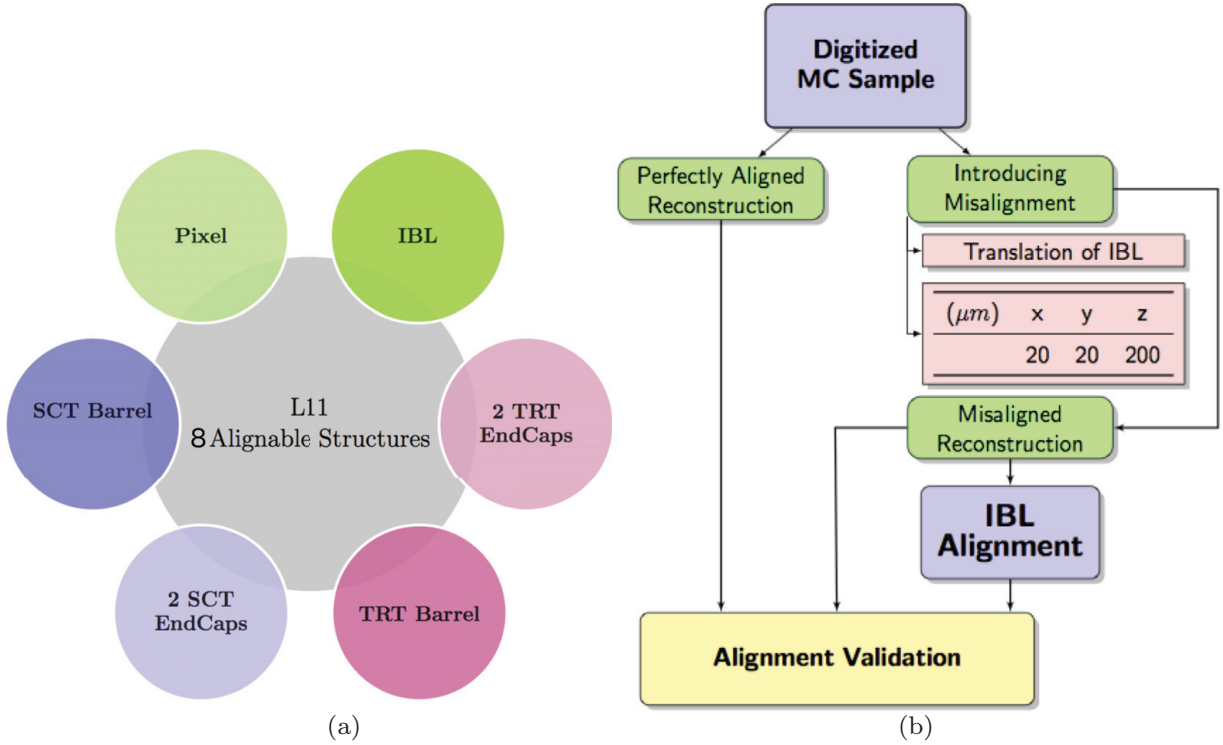 Pixel
IBL
SCT Barrel
L11
8 Alignable Structures
2 TRT
EndCaps
2 SCT
EndCaps
TRT Barrel
(a)
Digitized
MC Sample
Perfectly Aligned
Reconstruction
Introducing
Misalignment
Translation of IBL
(μm) x y z
20 20 200
Misaligned
Reconstruction
IBL
Alignment
Alignment Validation
(b)